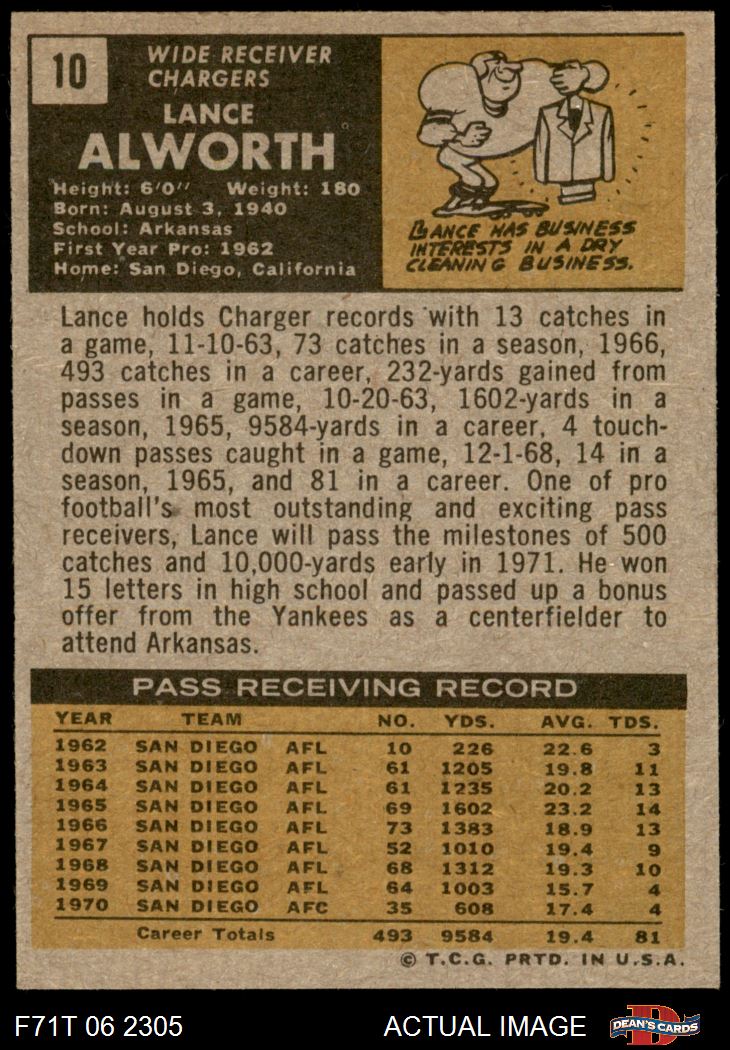 10
WIDE RECEIVER
CHARGERS
LANCE
ALWORTH
Height: 6'0" Weight: 180
Born: August 3, 1940
School: Arkansas
First Year Pro: 1962
Home: San Diego, California
LANCE HAS BUSINESS
INTERESTS IN A DRY
CLEANING BUSINESS.
Lance holds Charger records with 13 catches in
a game, 11-10-63, 73 catches in a season, 1966,
493 catches in a career, 232-yards gained from
passes in a game, 10-20-63, 1602-yards in a
season, 1965, 9584-yards in a career, 4 touch-
down passes caught in a game, 12-1-68, 14 in a
season, 1965, and 81 in a career. One of pro
football's most outstanding and exciting pass
receivers, Lance will pass the milestones of 500
catches and 10,000-yards early in 1971. He won
15 letters in high school and passed up a bonus
offer from the Yankees as a centerfielder to
attend Arkansas.
PASS RECEIVING RECORD
YEAR TEAM NO. YDS. AVG. TDS.
1962 SAN DIEGO AFL 10 226 22.6 3
1963 SAN DIEGO AFL 61 1205 19.8 11
1964 SAN DIEGO AFL 61 1235 20.2 13
1965 SAN DIEGO AFL 69 1602 23.2 14
1966 SAN DIEGO AFL 73 1383 18.9 13
1967 SAN DIEGO AFL 52 1010 19.4 9
1968 SAN DIEGO AFL 68 1312 19.3 10
1969 SAN DIEGO AFL 64 1003 15.7 4
1970 SAN DIEGO AFC 35 608 17.4 4
Career Totals 493 9584 19.4 81
© T.C.G. PRTD. IN U.S.A.
F71T 06 2305 ACTUAL IMAGE
D
DEAN'S CARDS